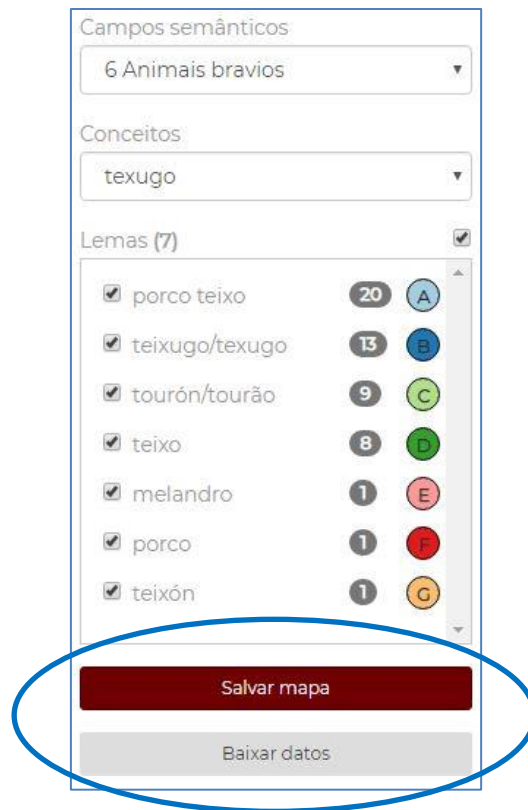 Campos semânticos
6 Animais bravios
Conceitos
texugo
Lemas (7)
porco teixo 20 A
teixugo/texugo 13 B
tourón/tourão 9 C
teixo 8 D
melandro 1 E
porco 1 F
teixón 1 G
Salvar mapa
Baixar datos